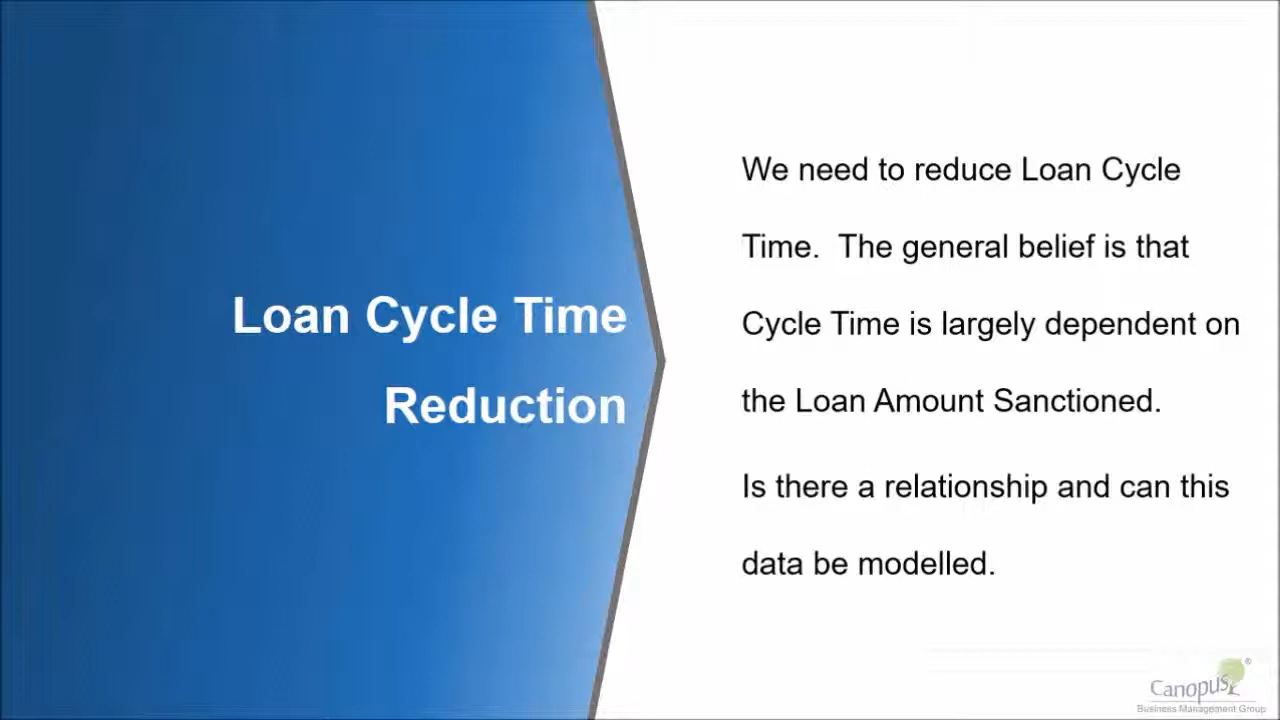 Loan Cycle Time
Reduction
We need to reduce Loan Cycle
Time.  The general belief is that
Cycle Time is largely dependent on
the Loan Amount Sanctioned.
Is there a relationship and can this
data be modelled.
Canopus®
Business Management Group